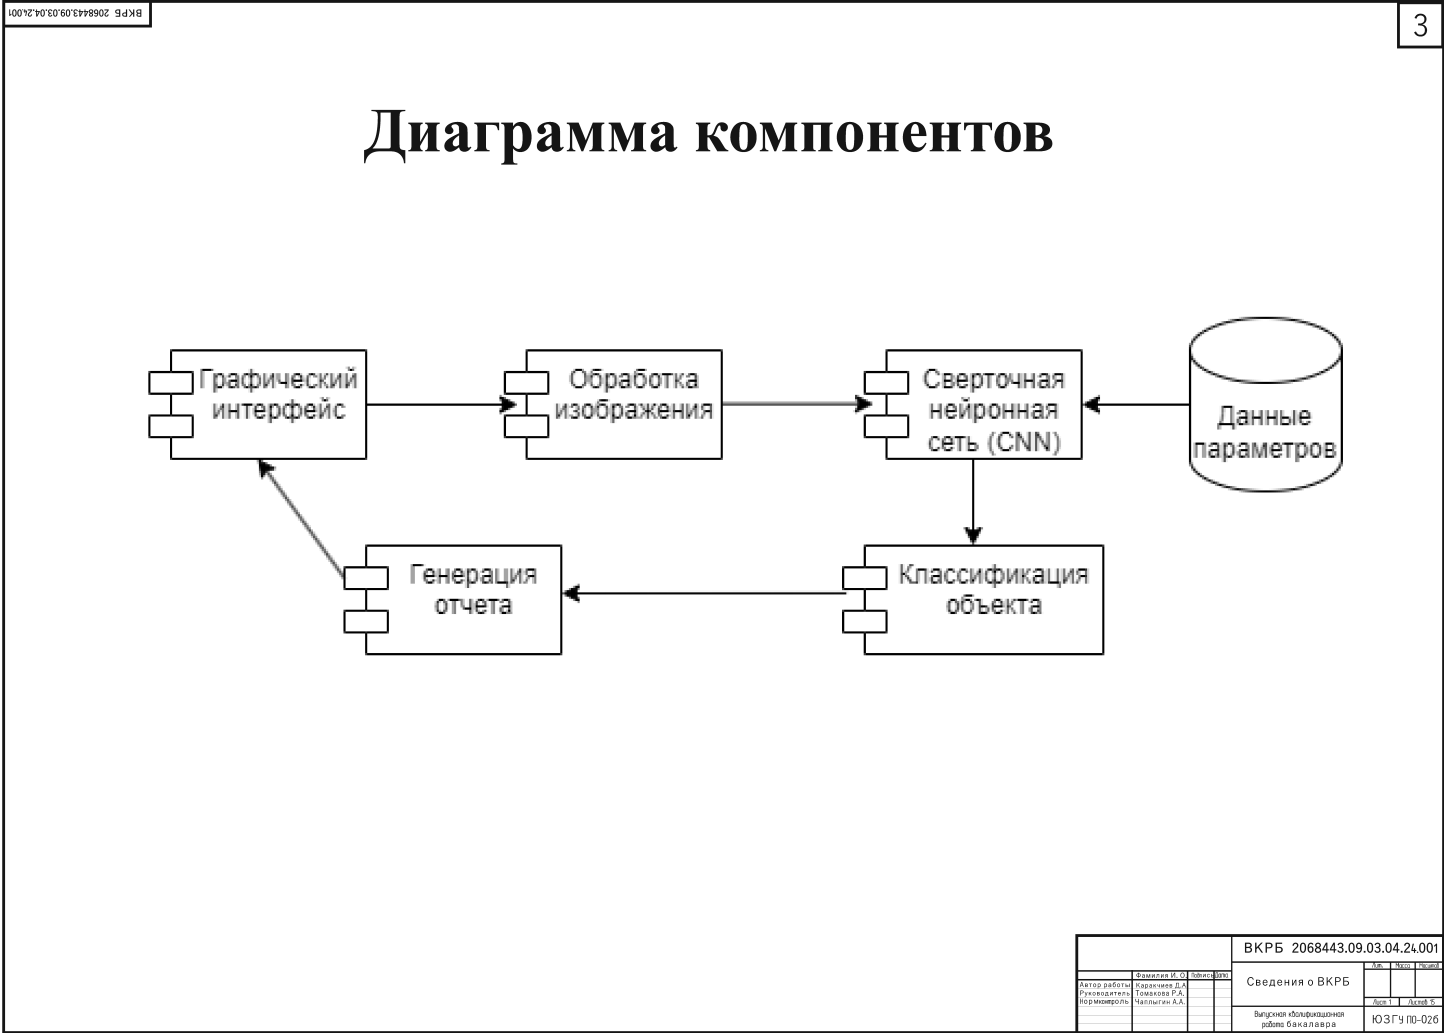 ВКРБ 2068443.09.03.04.24.001
3
Диаграмма компонентов
Графический
интерфейс
Обработка
изображения
Сверточная
нейронная
сеть (CNN)
Данные
параметров
Генерация
отчета
Классификация
объекта
ВКРБ 2068443.09.03.04.24.001
Фамилия И. О. Подпись Дата
Автор работы Каракчиев Д.А.
Руководитель Томакова Р.А.
Нормконтроль Чаплыгин А.А.
Сведения о ВКРБ
Лит. Масса Масштаб
Лист 1 Листов 15
Выпускная квалификационная
работа бакалавра
ЮЗГУ ПО-02б